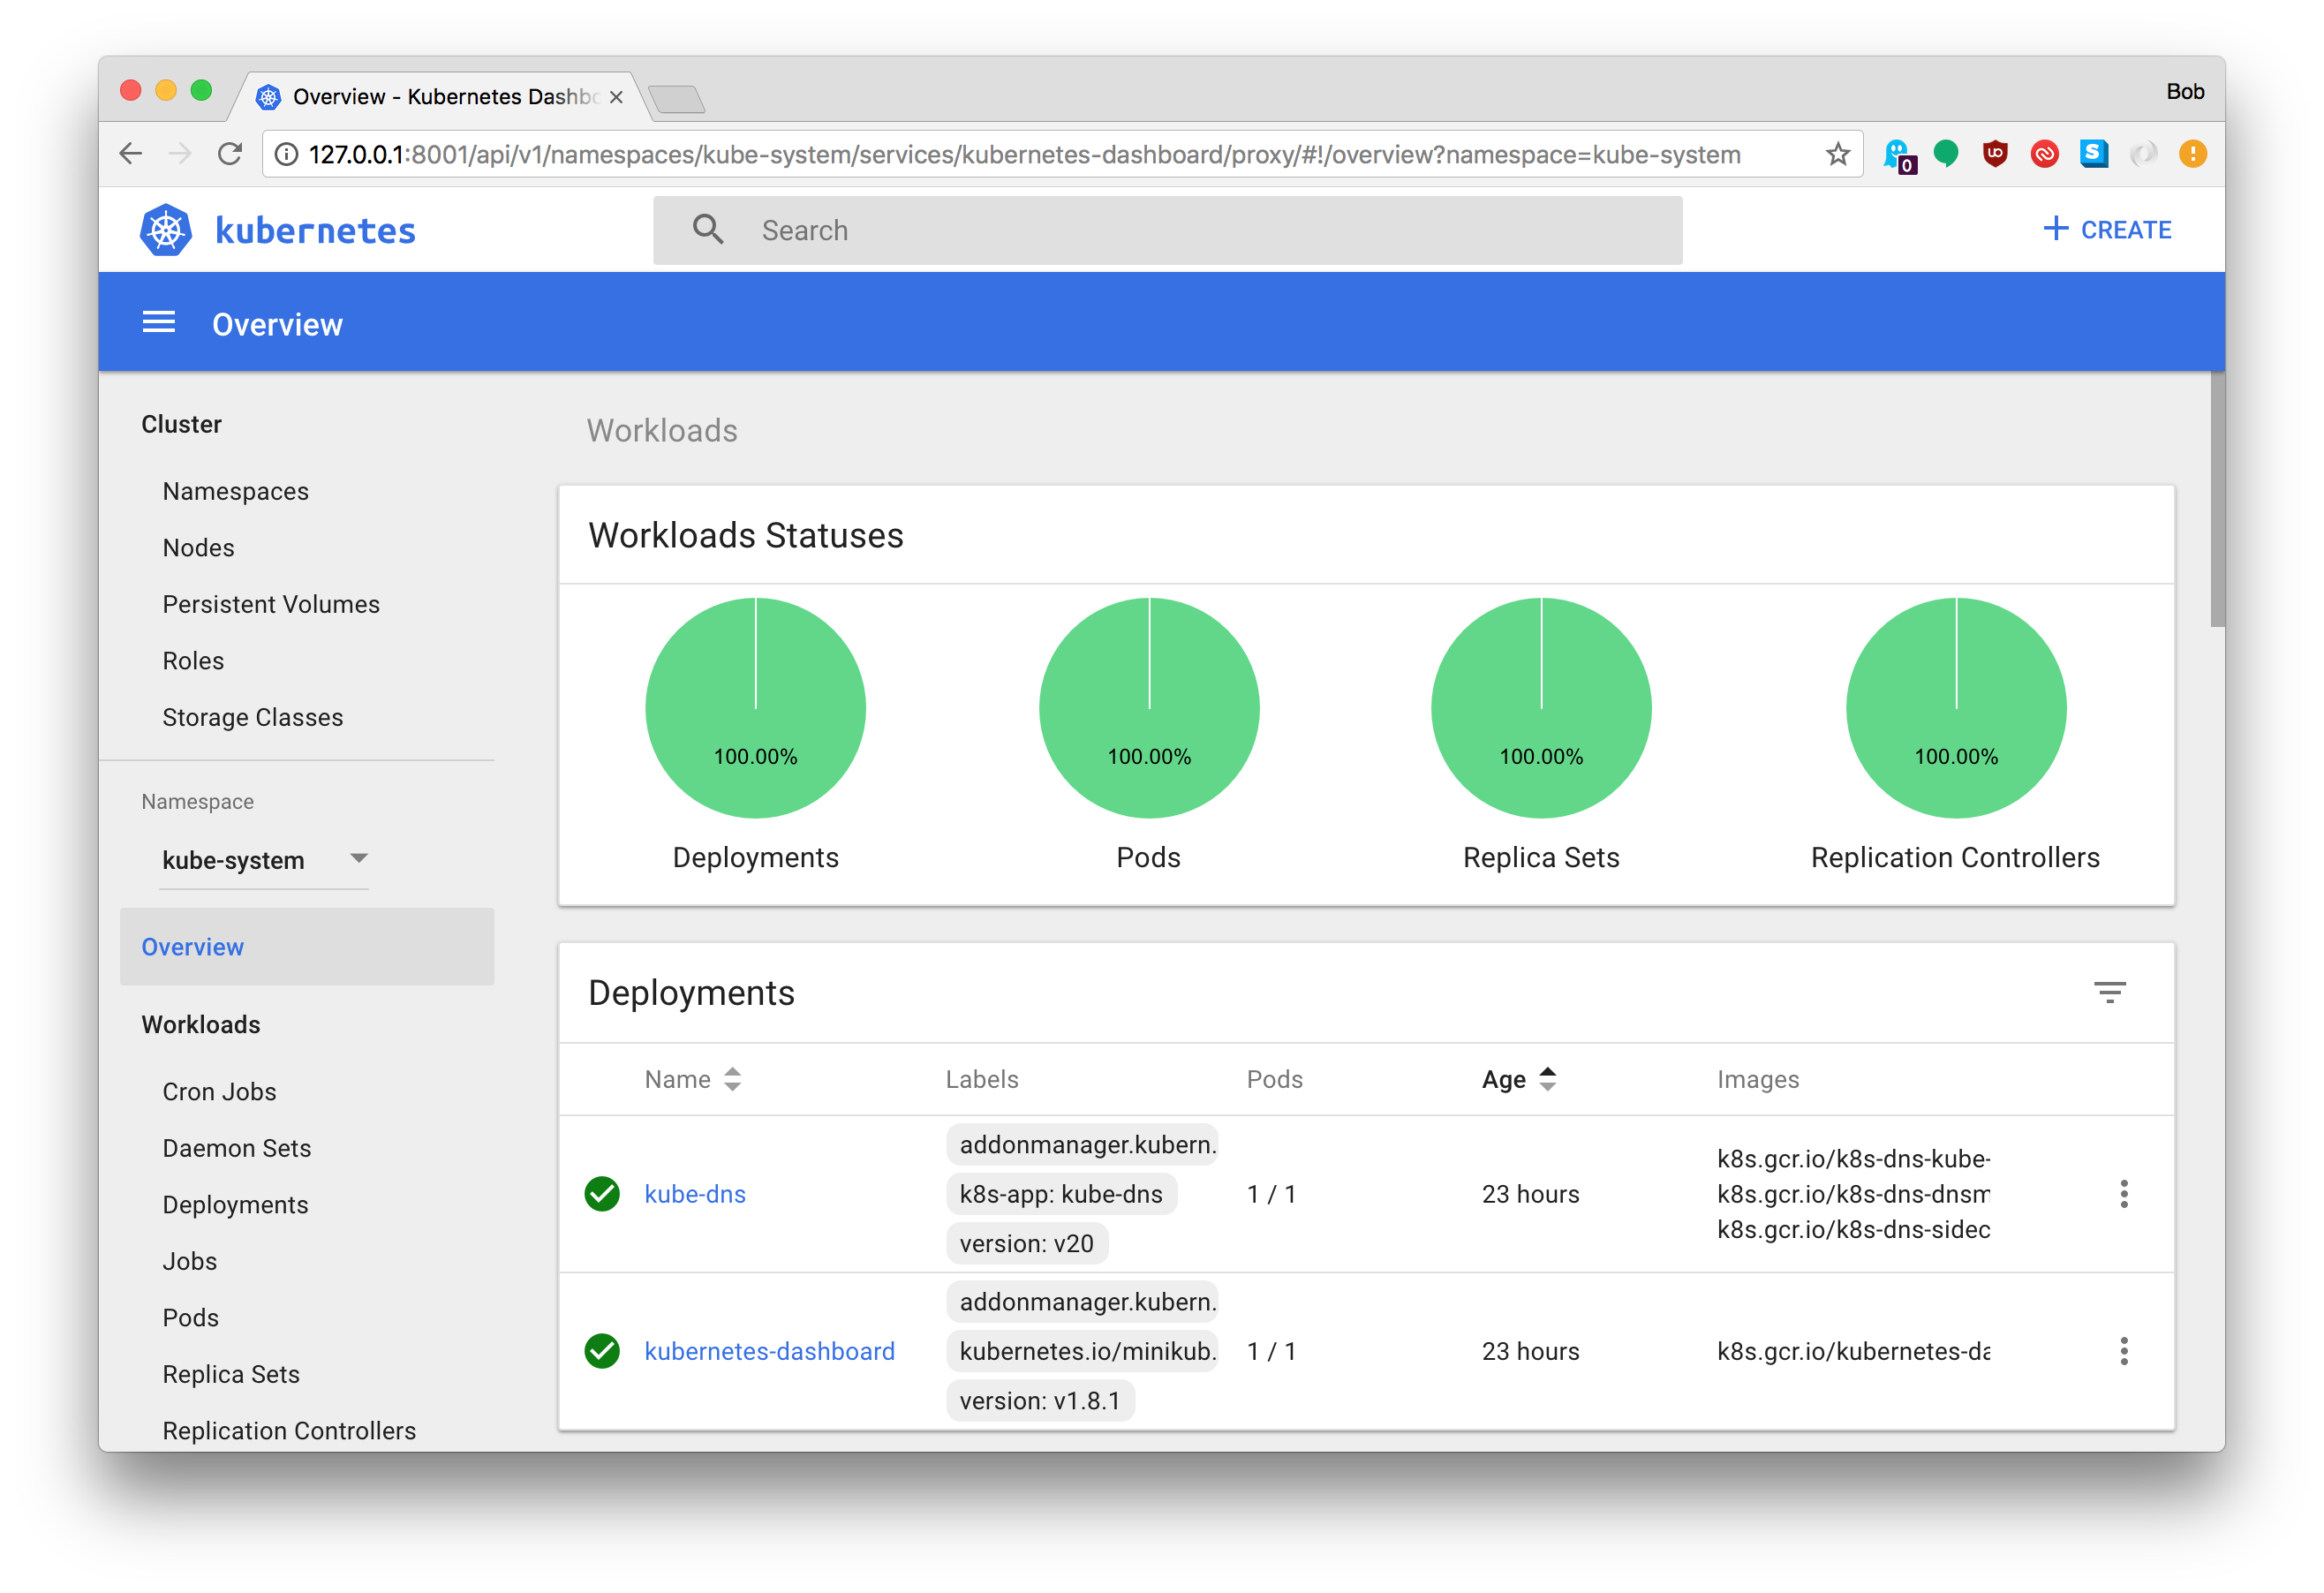 Overview - Kubernetes Dashbo
Bob
127.0.0.1:8001/api/v1/namespaces/kube-system/services/kubernetes-dashboard/proxy/#!/overview?namespace=kube-system
0
UO
S
kubernetes
Search
CREATE
Overview
Cluster
Namespaces
Nodes
Persistent Volumes
Roles
Storage Classes
Namespace
kube-system
Overview
Workloads
Cron Jobs
Daemon Sets
Deployments
Jobs
Pods
Replica Sets
Replication Controllers
Workloads
Workloads Statuses
100.00% 100.00% 100.00% 100.00%
Deployments Pods Replica Sets Replication Controllers
Deployments
Name Labels Pods Age Images
addonmanager.kubern.
k8s-app: kube-dns
version: v20
kube-dns 1 / 1 23 hours
k8s.gcr.io/k8s-dns-kube-
k8s.gcr.io/k8s-dns-dnsm
k8s.gcr.io/k8s-dns-sidec
addonmanager.kubern.
kubernetes.io/minikub.
version: v1.8.1
kubernetes-dashboard 1 / 1 23 hours k8s.gcr.io/kubernetes-da